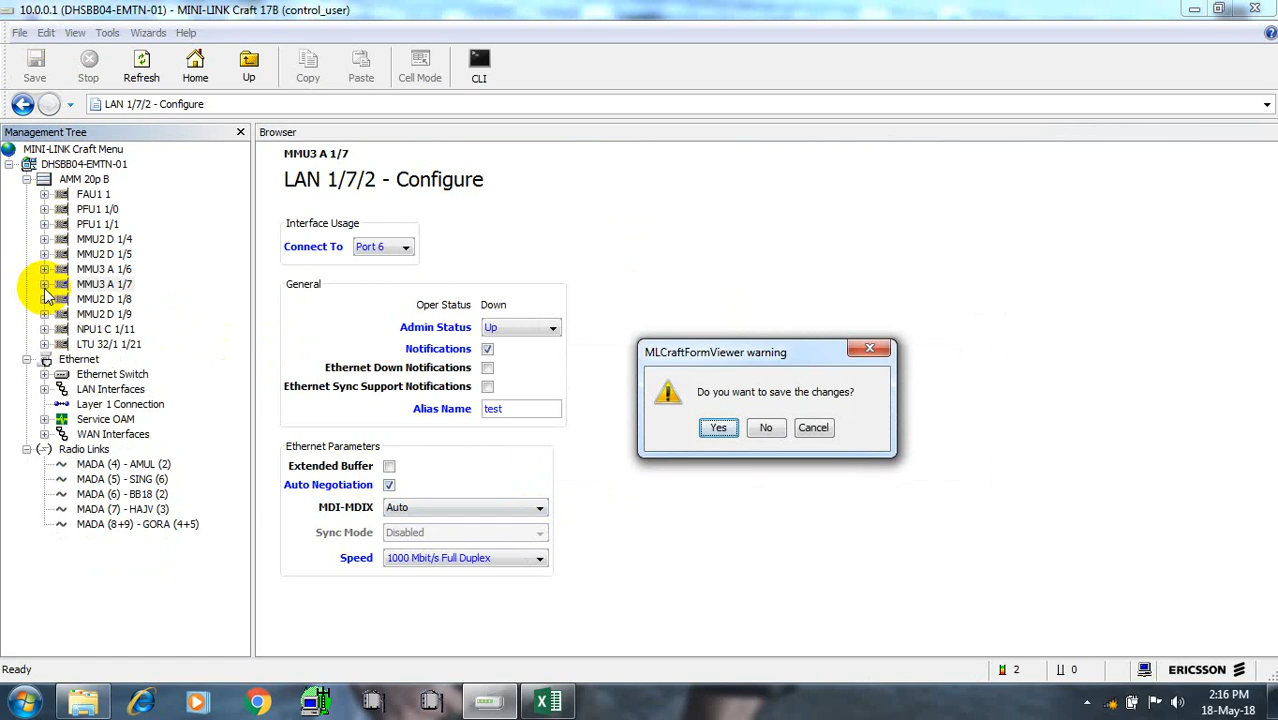 10.0.0.1 (DHSBB04-EMTN-01) - MINI-LINK Craft 17B (control_user)
File Edit View Tools Wizards Help
Save Stop Refresh Home Up Copy Paste Cell Mode CLI
LAN 1/7/2 - Configure
Management Tree
MINI-LINK Craft Menu
DHSBB04-EMTN-01
AMM 20p B
FAU1 1
PFU1 1/0
PFU1 1/1
MMU2 D 1/4
MMU2 D 1/5
MMU3 A 1/6
MMU3 A 1/7
MMU2 D 1/8
MMU2 D 1/9
NPU1 C 1/11
LTU 32/1 1/21
Ethernet
Ethernet Switch
LAN Interfaces
Layer 1 Connection
Service OAM
WAN Interfaces
Radio Links
MADA (4) - AMUL (2)
MADA (5) - SING (6)
MADA (6) - BB18 (2)
MADA (7) - HAJV (3)
MADA (8+9) - GORA (4+5)
Browser
MMU3 A 1/7
LAN 1/7/2 - Configure
Interface Usage
Connect To Port 6
General
Oper Status Down
Admin Status Up
Notifications
Ethernet Down Notifications
Ethernet Sync Support Notifications
Alias Name test
Ethernet Parameters
Extended Buffer
Auto Negotiation
MDI-MDIX Auto
Sync Mode Disabled
Speed 1000 Mbit/s Full Duplex
MLCraftFormViewer warning
Do you want to save the changes?
Yes No Cancel
Ready
2 0 ERICSSON
2:16 PM
18-May-18